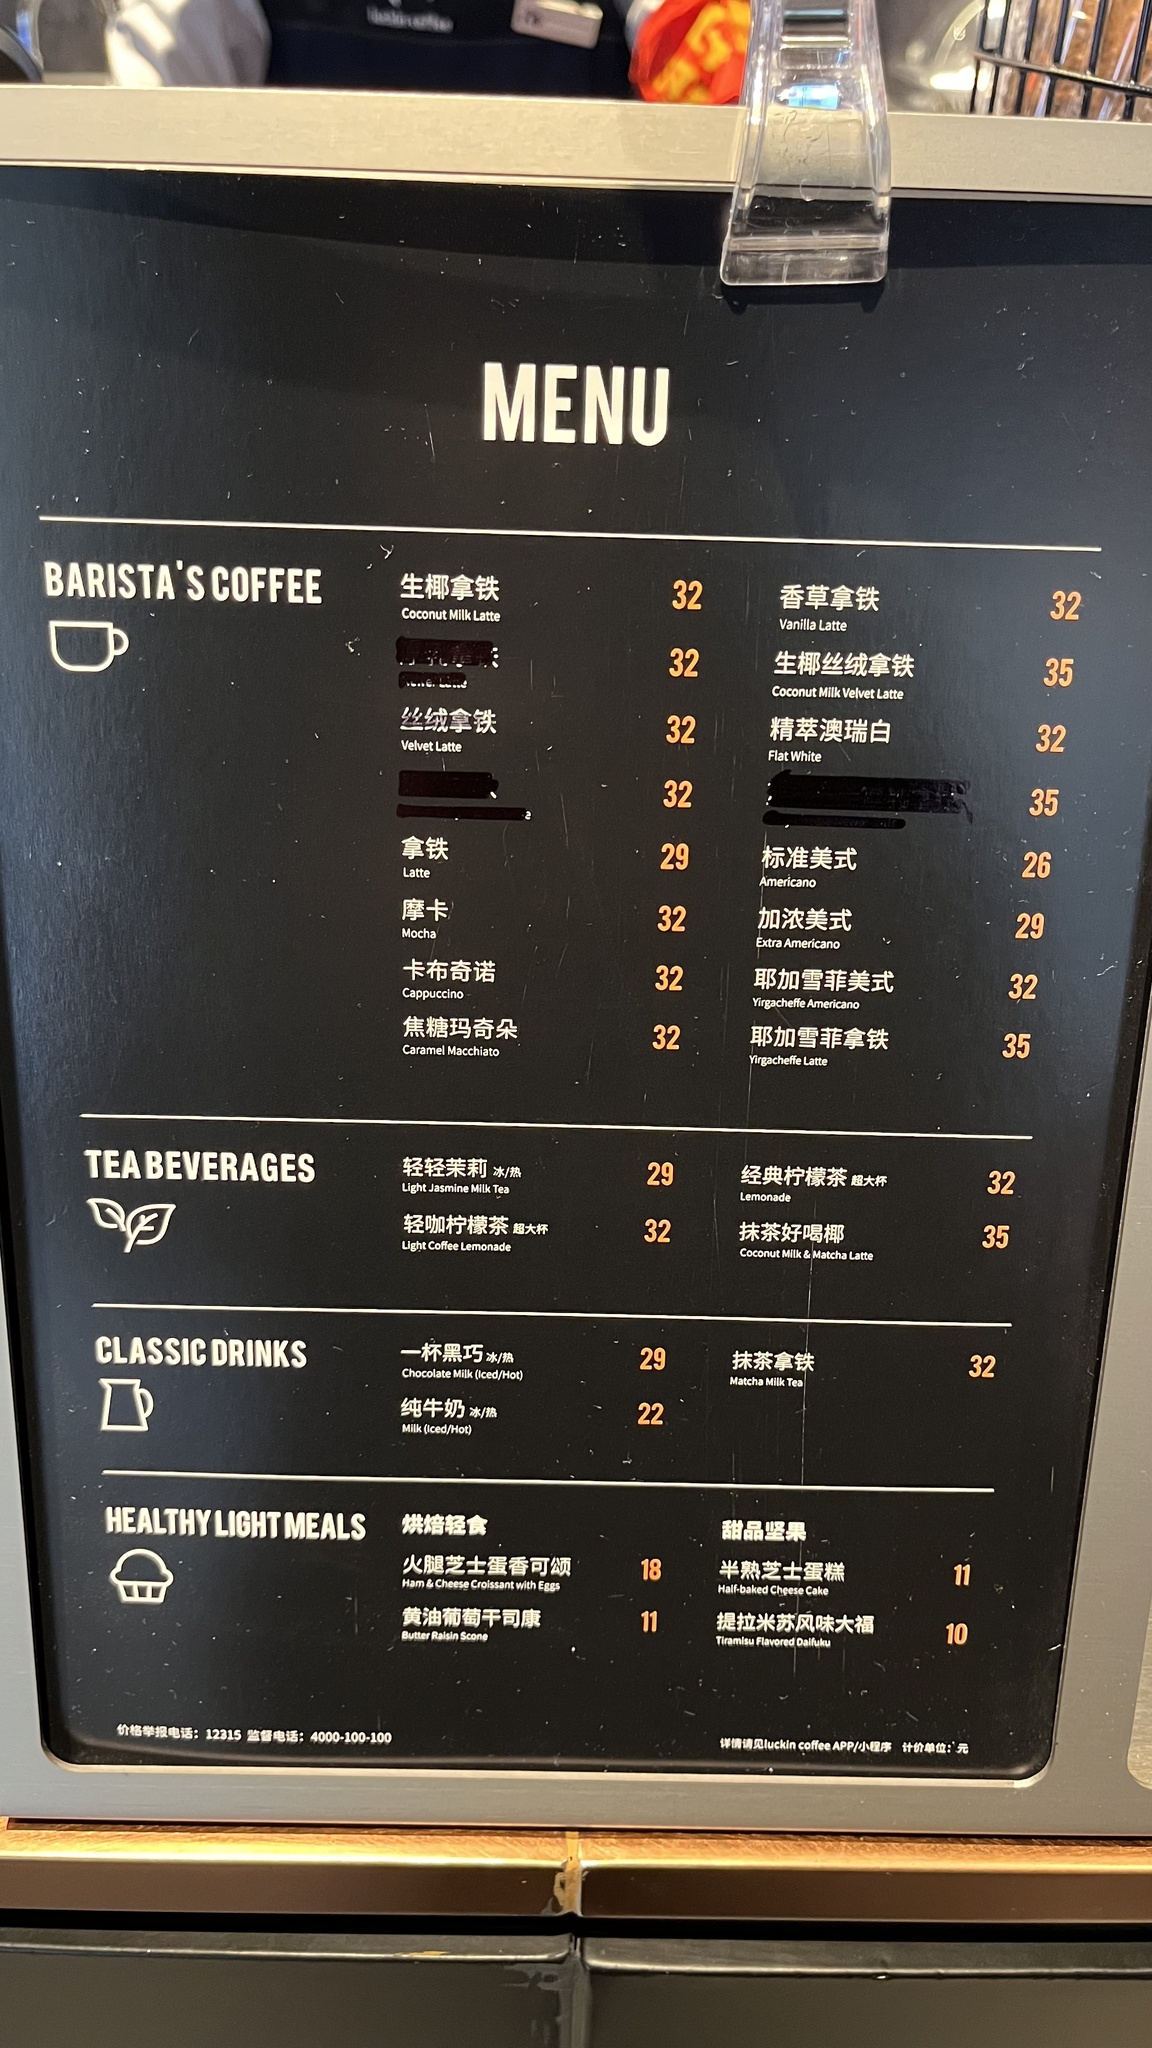 luckin coffee
MENU
BARISTA'S COFFEE
生椰拿铁 32
Coconut Milk Latte
香草拿铁 32
Vanilla Latte
32
生椰丝绒拿铁 35
Coconut Milk Velvet Latte
丝绒拿铁 32
Velvet Latte
精萃澳瑞白 32
Flat White
32
35
拿铁 29
Latte
标准美式 26
Americano
摩卡 32
Mocha
加浓美式 29
Extra Americano
卡布奇诺 32
Cappuccino
耶加雪菲美式 32
Yirgacheffe Americano
焦糖玛奇朵 32
Caramel Macchiato
耶加雪菲拿铁 35
Yirgacheffe Latte
TEA BEVERAGES
轻轻茉莉 冰/热 29
Light Jasmine Milk Tea
经典柠檬茶 超大杯 32
Lemonade
轻咖柠檬茶 超大杯 32
Light Coffee Lemonade
抹茶好喝椰 35
Coconut Milk & Matcha Latte
CLASSIC DRINKS
一杯黑巧 冰/热 29
Chocolate Milk (Iced/Hot)
抹茶拿铁 32
Matcha Milk Tea
纯牛奶 冰/热 22
Milk (Iced/Hot)
HEALTHY LIGHT MEALS
烘焙轻食
甜品坚果
火腿芝士蛋香可颂 18
Ham & Cheese Croissant with Eggs
半熟芝士蛋糕 11
Half-baked Cheese Cake
黄油葡萄干司康 11
Butter Raisin Scone
提拉米苏风味大福 10
Tiramisu Flavored Daifuku
价格举报电话：12315 监督电话：4000-100-100
详情请见luckin coffee APP/小程序 计价单位：元